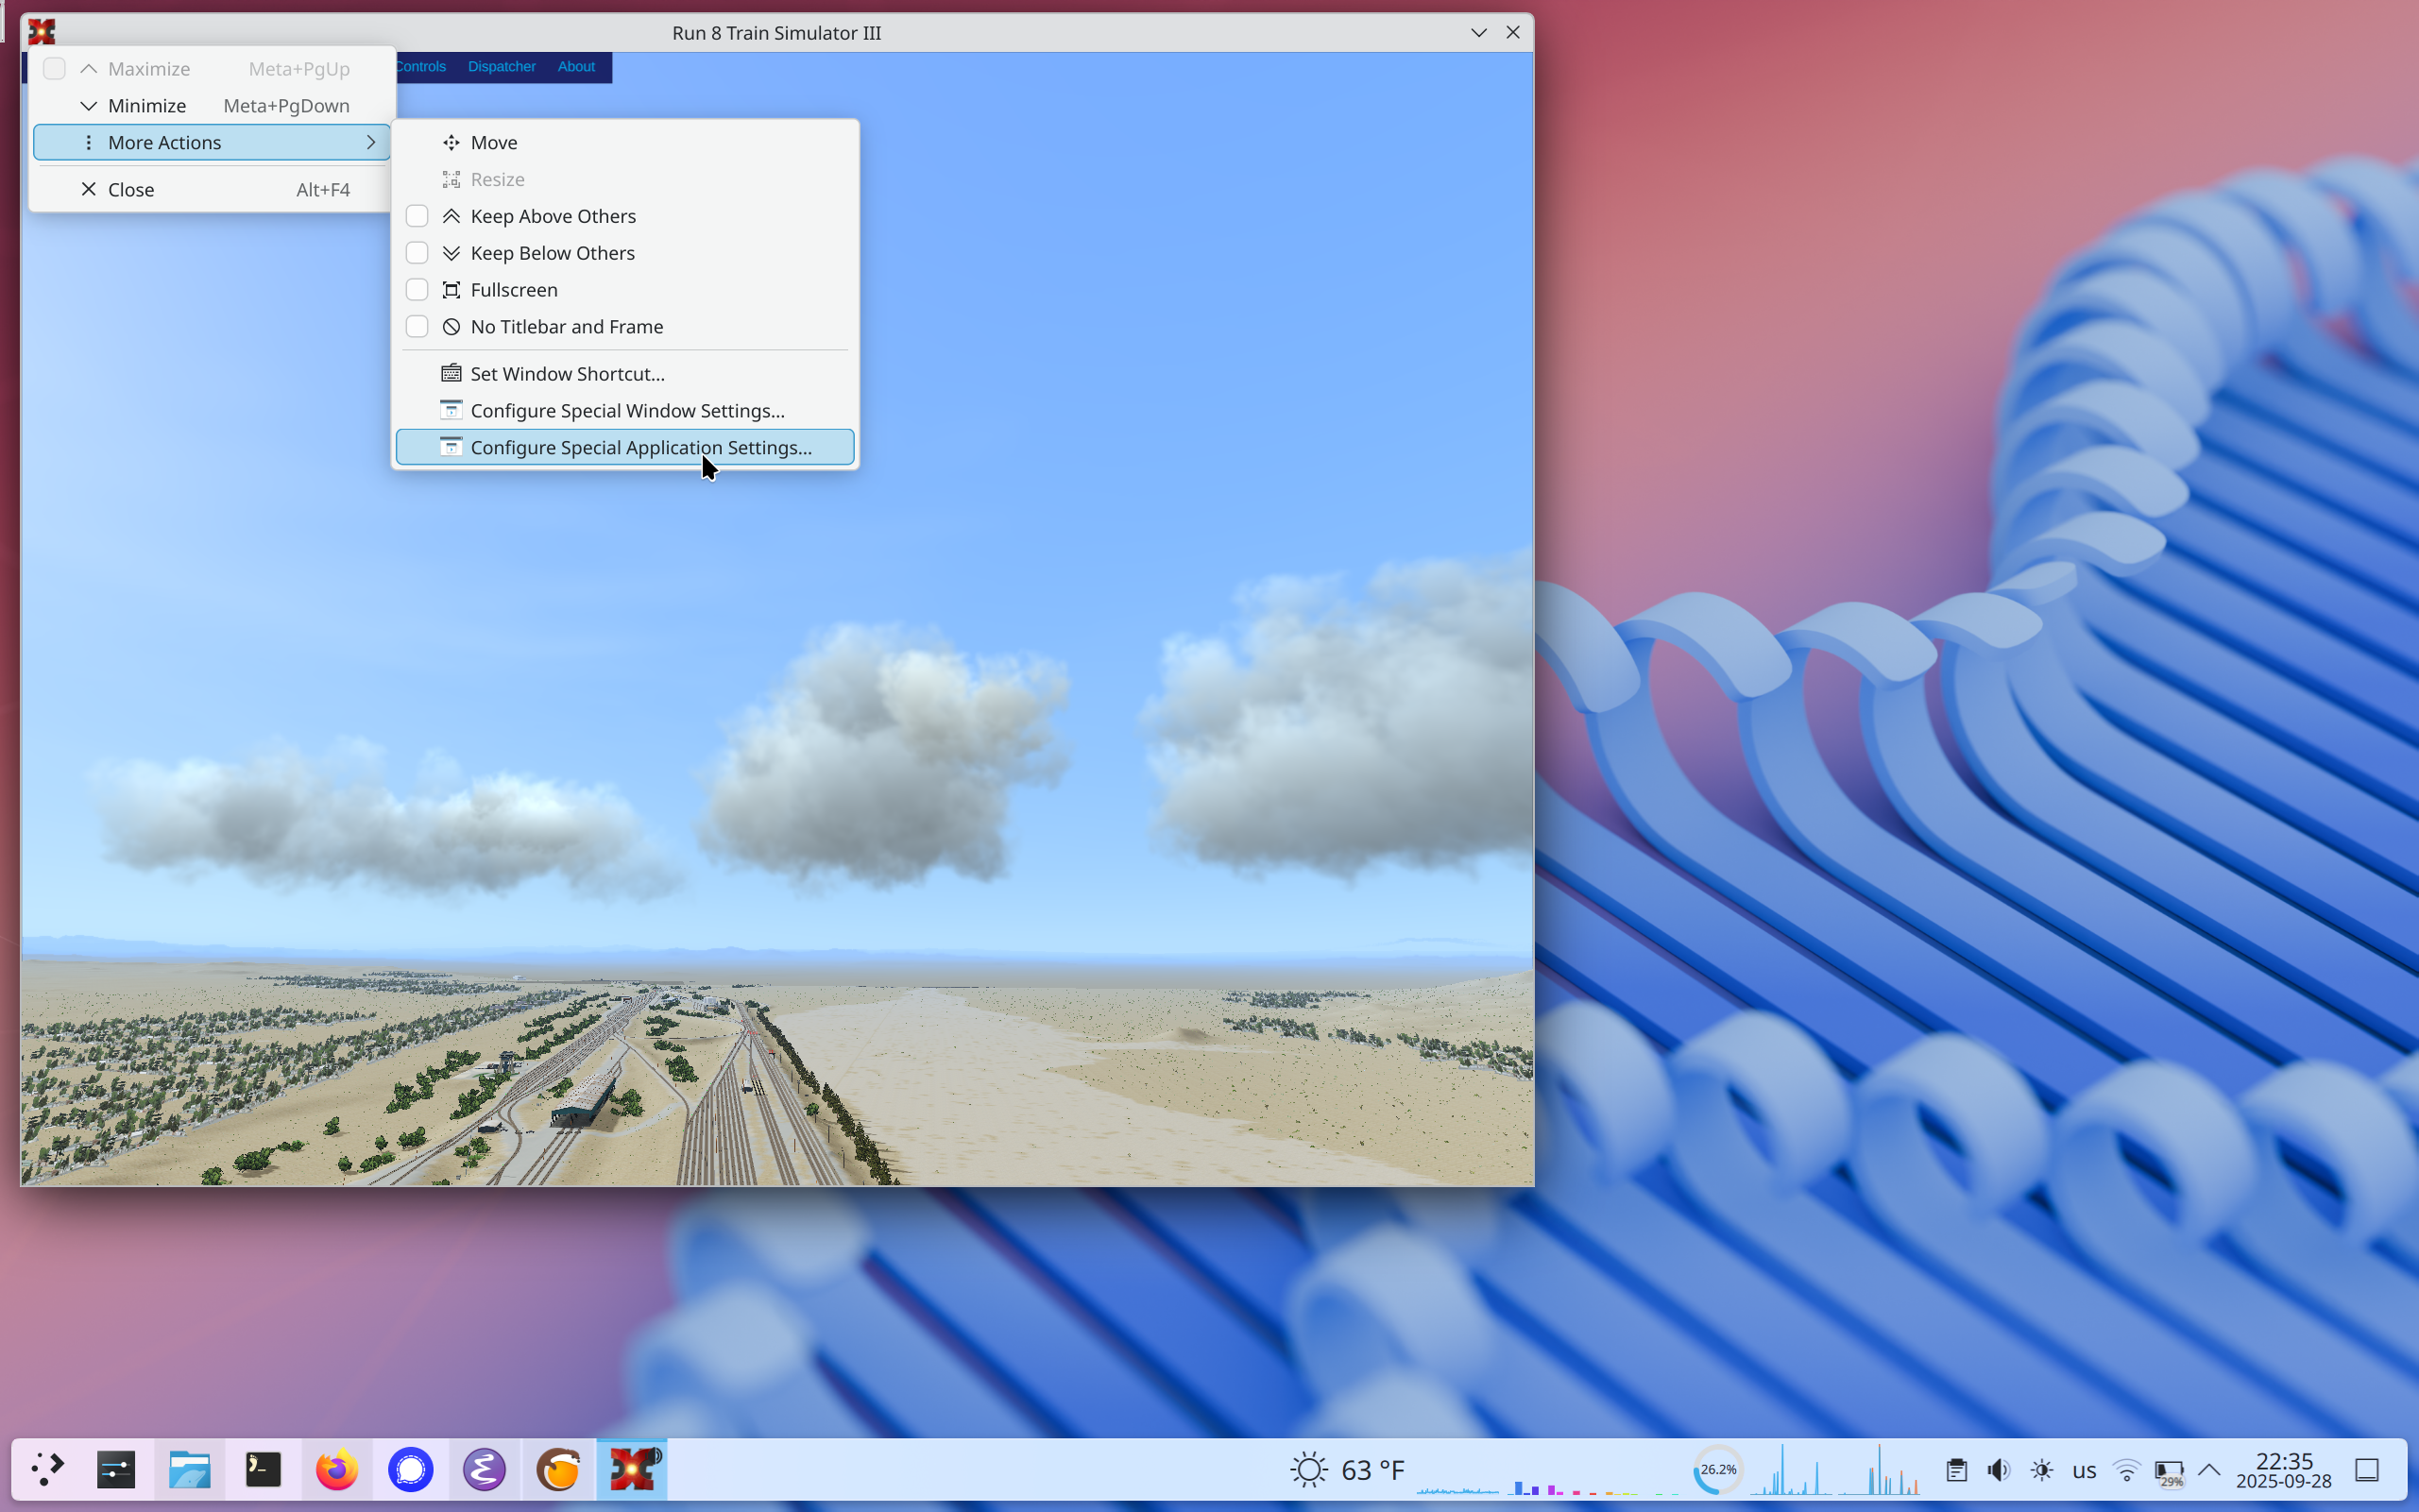 Run 8 Train Simulator III
Controls Dispatcher About
Maximize Meta+PgUp
Minimize Meta+PgDown
More Actions
Close Alt+F4
Move
Resize
Keep Above Others
Keep Below Others
Fullscreen
No Titlebar and Frame
Set Window Shortcut...
Configure Special Window Settings...
Configure Special Application Settings...
63 °F
26.2%
us
29%
22:35
2025-09-28